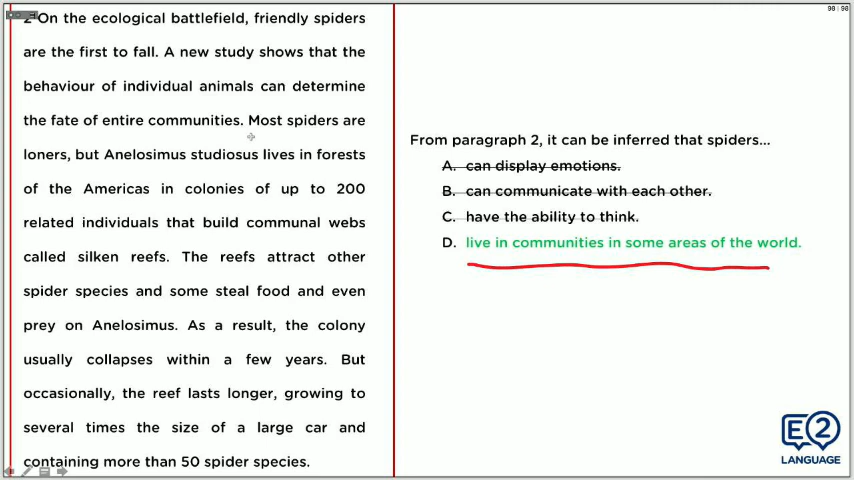 98 | 98
2 On the ecological battlefield, friendly spiders
are the first to fall. A new study shows that the
behaviour of individual animals can determine
the fate of entire communities. Most spiders are
loners, but Anelosimus studiosus lives in forests
of the Americas in colonies of up to 200
related individuals that build communal webs
called silken reefs. The reefs attract other
spider species and some steal food and even
prey on Anelosimus. As a result, the colony
usually collapses within a few years. But
occasionally, the reef lasts longer, growing to
several times the size of a large car and
containing more than 50 spider species.
From paragraph 2, it can be inferred that spiders...
A. can display emotions.
B. can communicate with each other.
C. have the ability to think.
D. live in communities in some areas of the world.
E2
LANGUAGE